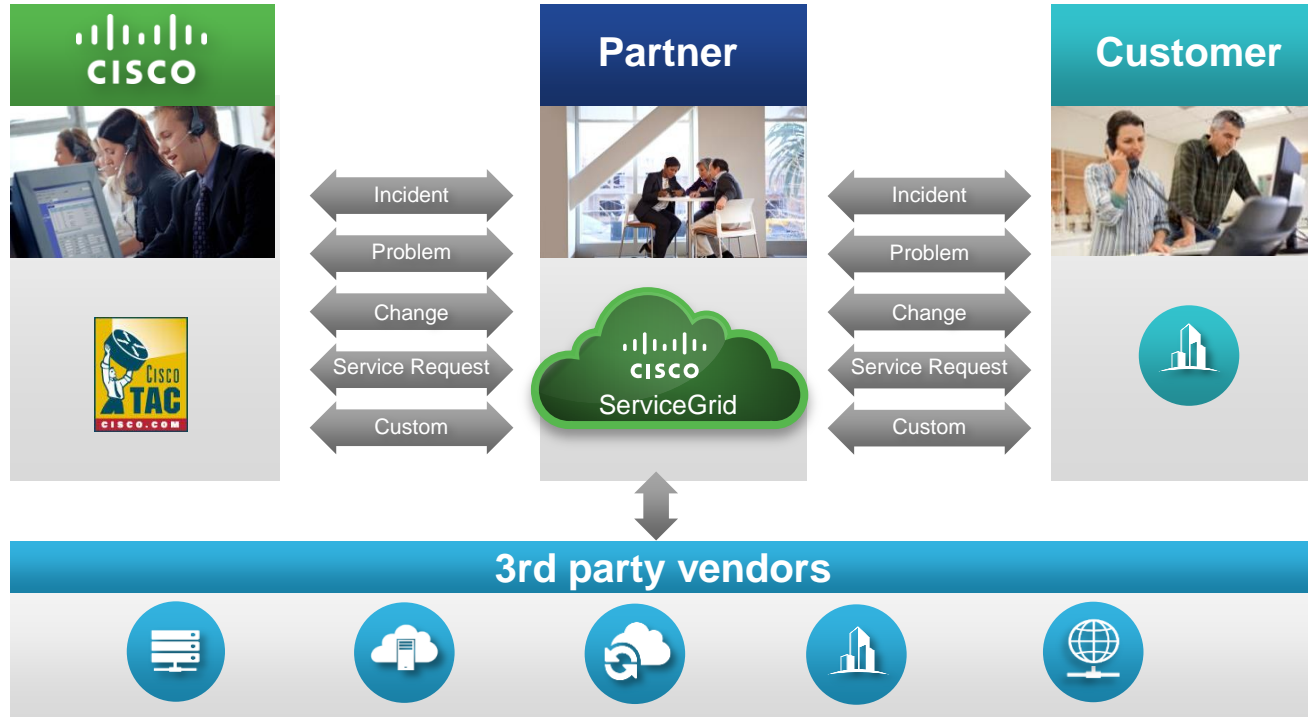 CISCO
Partner
Customer
Incident
Problem
Change
Service Request
Custom
CISCO
TAC
CISCO.COM
CISCO
ServiceGrid
Incident
Problem
Change
Service Request
Custom
3rd party vendors